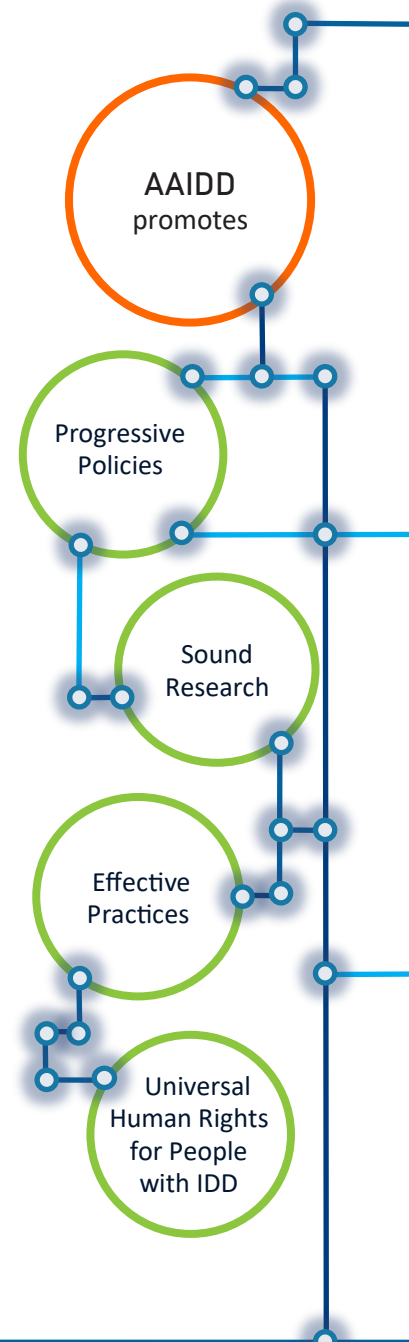 AAIDD
promotes
Progressive
Policies
Sound
Research
Effective
Practices
Universal
Human Rights
for People
with IDD